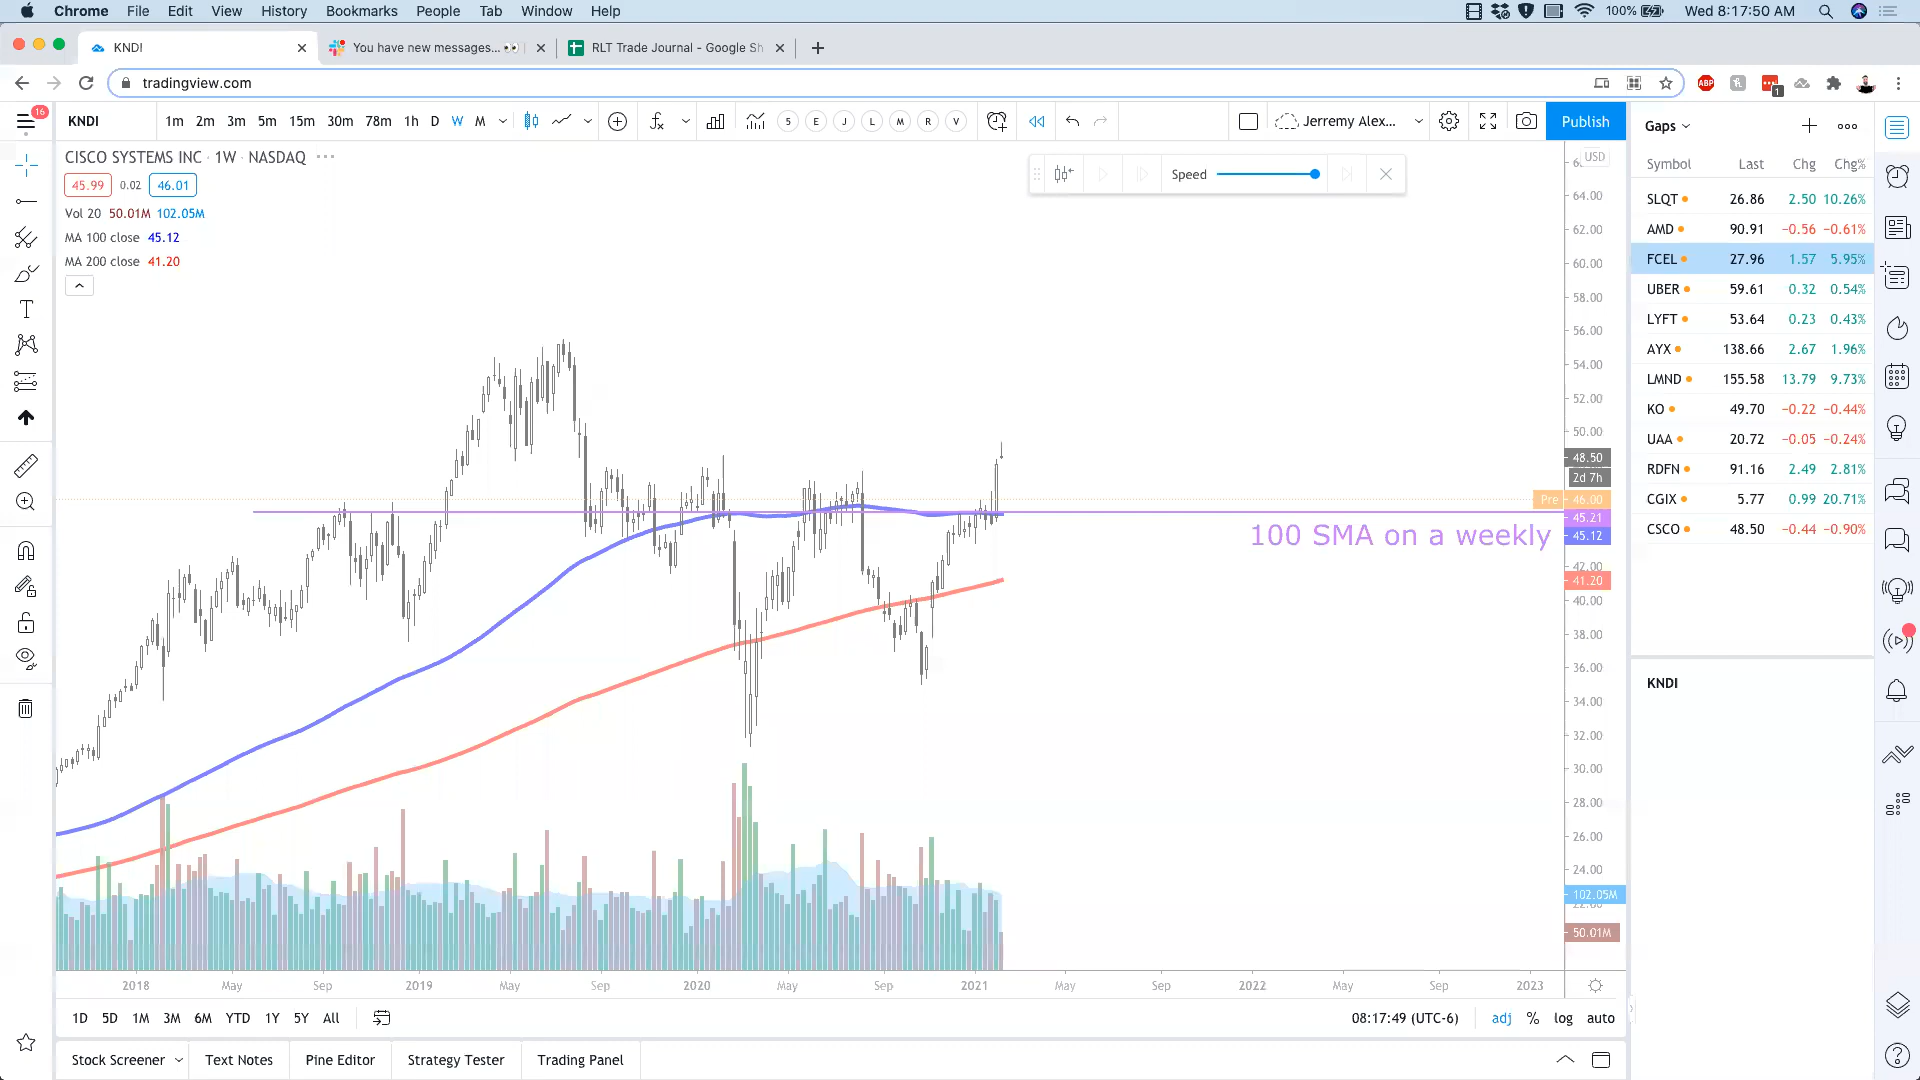 Chrome File Edit View History Bookmarks People Tab Window Help 100% Wed 8:17:50 AM
KNDI You have new messages... RLT Trade Journal - Google Sh
tradingview.com ABP 1
16 KNDI 1m 2m 3m 5m 15m 30m 78m 1h D W M S E J L M R V Jerremy Alex... Publish
CISCO SYSTEMS INC · 1W · NASDAQ ···
45.99 0.02 46.01
Vol 20 50.01M 102.05M
MA 100 close 45.12
MA 200 close 41.20
Speed
USD
64.00
62.00
60.00
58.00
56.00
54.00
52.00
50.00
48.50
2d 7h
Pre 46.00
45.21
100 SMA on a weekly
45.12
42.00
41.20
40.00
38.00
36.00
34.00
32.00
30.00
28.00
26.00
24.00
102.05M
22.00
50.01M
2018 May Sep 2019 May Sep 2020 May Sep 2021 May Sep 2022 May Sep 2023
1D 5D 1M 3M 6M YTD 1Y 5Y All 08:17:49 (UTC-6) adj % log auto
Stock Screener Text Notes Pine Editor Strategy Tester Trading Panel
Gaps
Symbol Last Chg Chg%
SLQT 26.86 2.50 10.26%
AMD 90.91 −0.56 −0.61%
FCEL 27.96 1.57 5.95%
UBER 59.61 0.32 0.54%
LYFT 53.64 0.23 0.43%
AYX 138.66 2.67 1.96%
LMND 155.58 13.79 9.73%
KO 49.70 −0.22 −0.44%
UAA 20.72 −0.05 −0.24%
RDFN 91.16 2.49 2.81%
CGIX 5.77 0.99 20.71%
CSCO 48.50 −0.44 −0.90%
KNDI